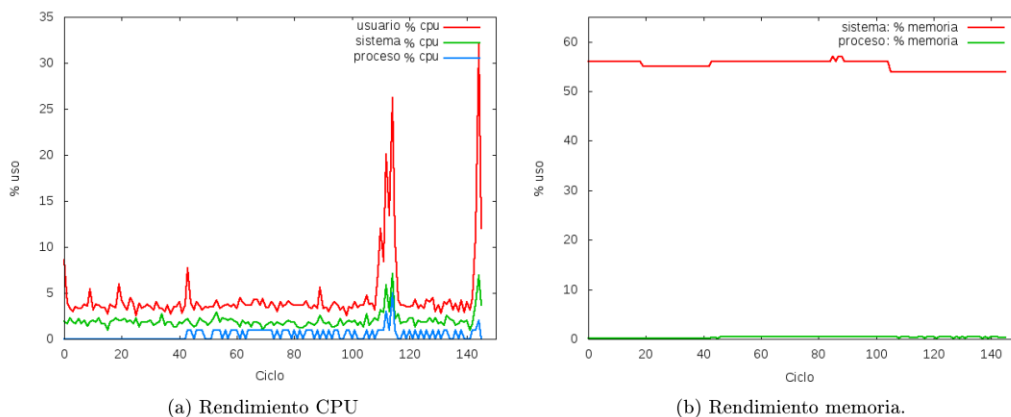 35
30
25
20
15
10
5
0
% uso
usuario % cpu
sistema % cpu
proceso % cpu
0 20 40 60 80 100 120 140
Ciclo
(a) Rendimiento CPU
60
50
40
30
20
10
0
% uso
sistema: % memoria
proceso: % memoria
0 20 40 60 80 100 120 140
Ciclo
(b) Rendimiento memoria.